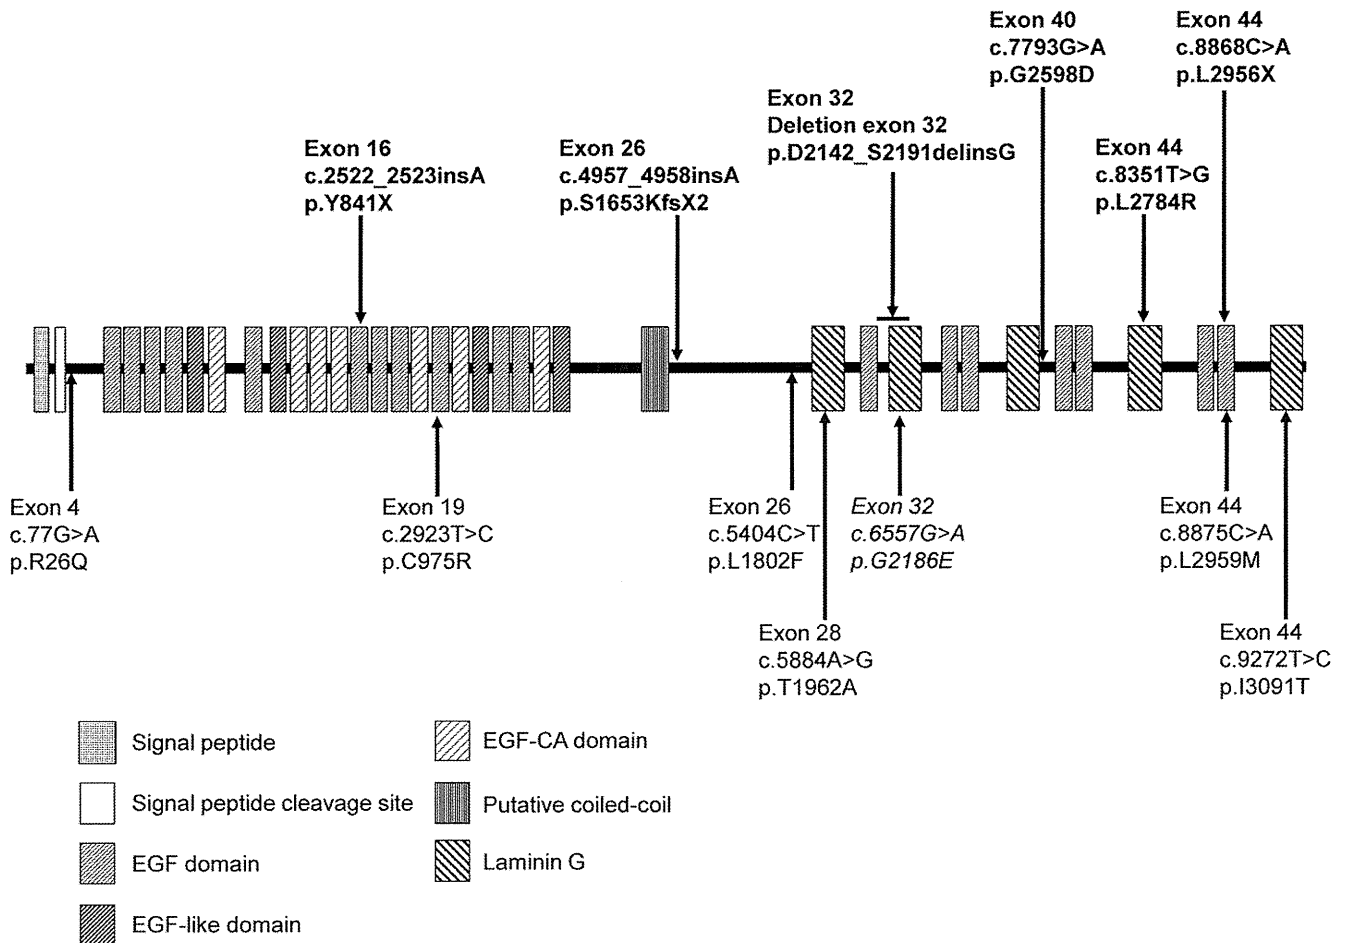 Exon 40
c.7793G>A
p.G2598D
Exon 44
c.8868C>A
p.L2956X
Exon 32
Deletion exon 32
p.D2142_S2191delinsG
Exon 16
c.2522_2523insA
p.Y841X
Exon 26
c.4957_4958insA
p.S1653KfsX2
Exon 44
c.8351T>G
p.L2784R
Exon 4
c.77G>A
p.R26Q
Exon 19
c.2923T>C
p.C975R
Exon 26
c.5404C>T
p.L1802F
Exon 32
c.6557G>A
p.G2186E
Exon 44
c.8875C>A
p.L2959M
Exon 28
c.5884A>G
p.T1962A
Exon 44
c.9272T>C
p.I3091T
Signal peptide
Signal peptide cleavage site
EGF domain
EGF-like domain
EGF-CA domain
Putative coiled-coil
Laminin G